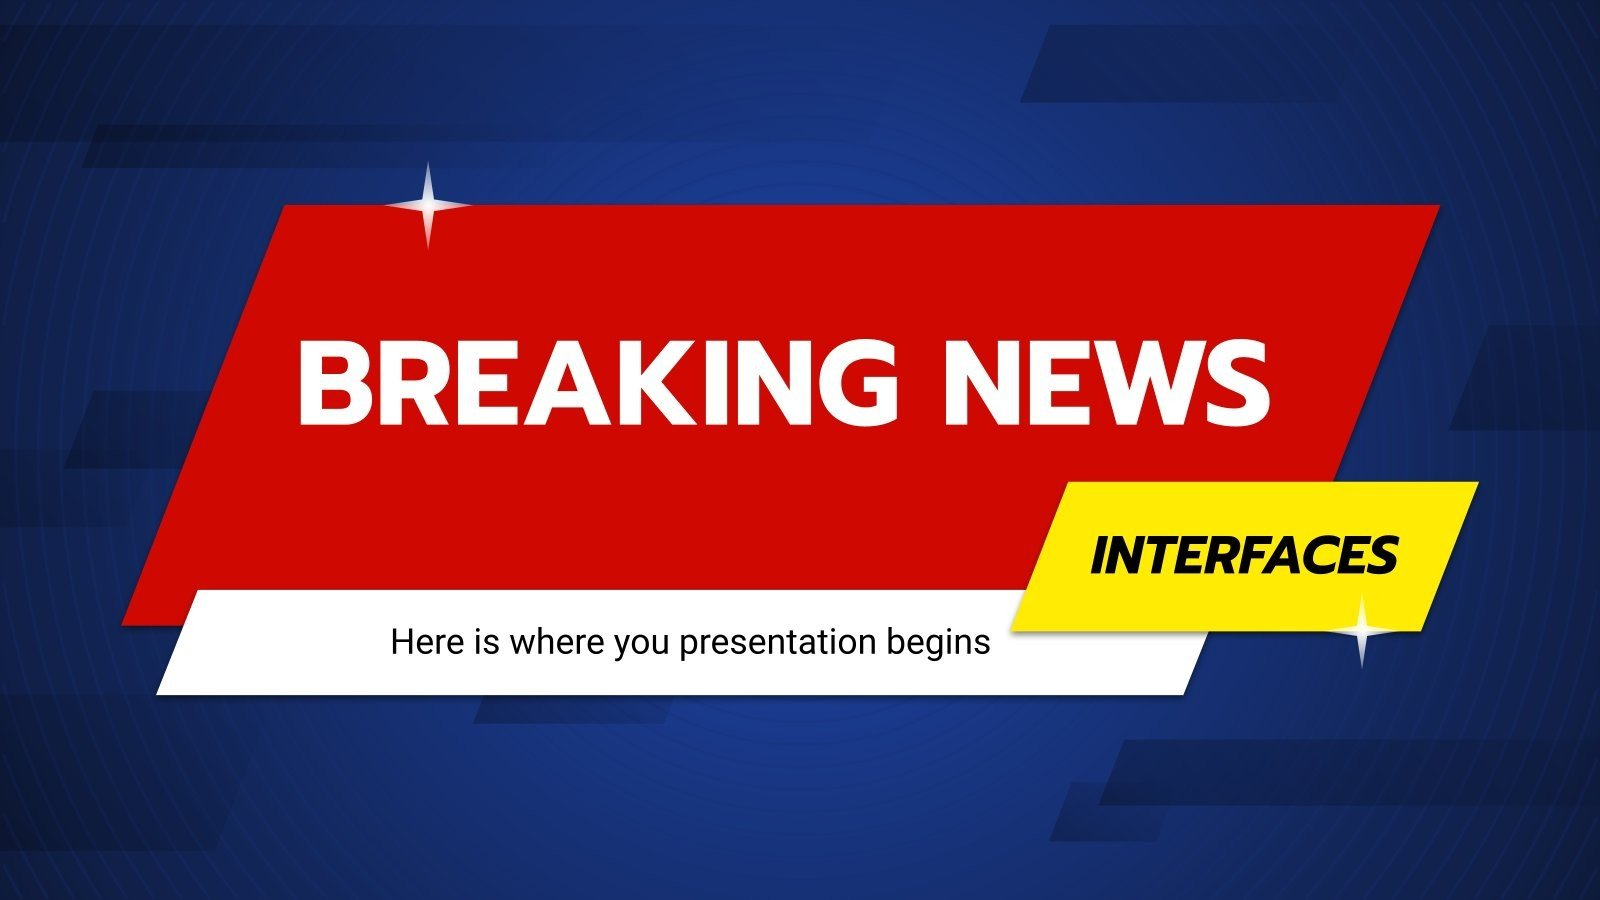 BREAKING NEWS
INTERFACES
Here is where you presentation begins